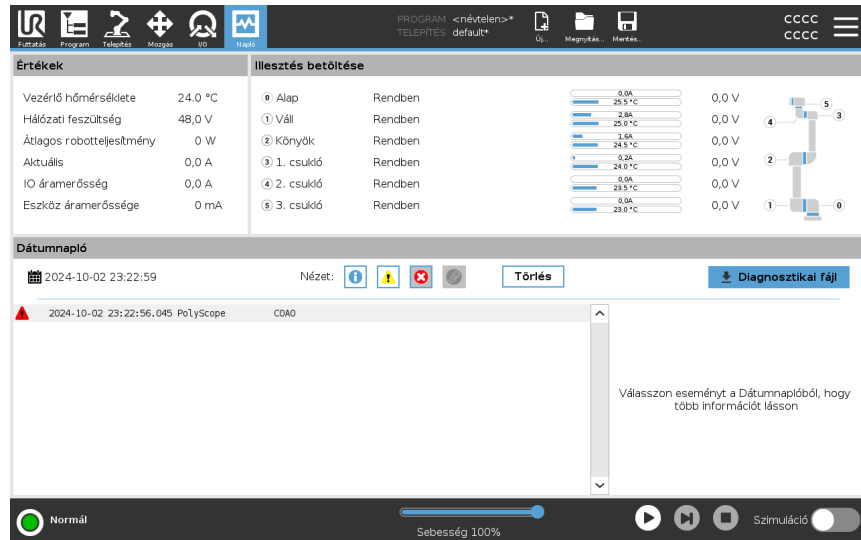 PROGRAM <névtelen>*
TELEPÍTÉS default*
CCCC
CCCC
Futtatás Program Telepítés Mozgás I/O Napló Új... Megnyitás... Mentés...
Értékek
Illesztés betöltése
Vezérlő hőmérséklete 24.0 °C
Hálózati feszültség 48,0 V
Átlagos robotteljesítmény 0 W
Aktuális 0,0 A
IO áramerősség 0,0 A
Eszköz áramerőssége 0 mA
0 Alap Rendben 0,0A 25.5 °C 0,0 V
1 Váll Rendben 2,8A 25.0 °C 0,0 V
2 Könyök Rendben 1,6A 24.5 °C 0,0 V
3 1. csukló Rendben 0,2A 24.0 °C 0,0 V
4 2. csukló Rendben 0,0A 23.5 °C 0,0 V
5 3. csukló Rendben 0,0A 23.0 °C 0,0 V
5
3
4
2
1 0
Dátumnapló
2024-10-02 23:22:59 Nézet: Törlés Diagnosztikai fájl
2024-10-02 23:22:56.045 PolyScope C0A0
Válasszon eseményt a Dátumnaplóból, hogy
több információt lásson
Normál
Sebesség 100%
Szimuláció